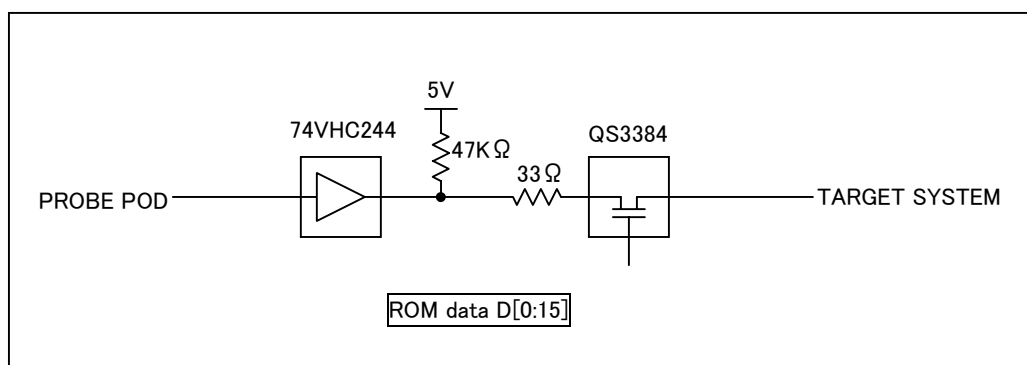 5V
74VHC244
47KΩ
QS3384
33Ω
PROBE POD
TARGET SYSTEM
ROM data D[0:15]